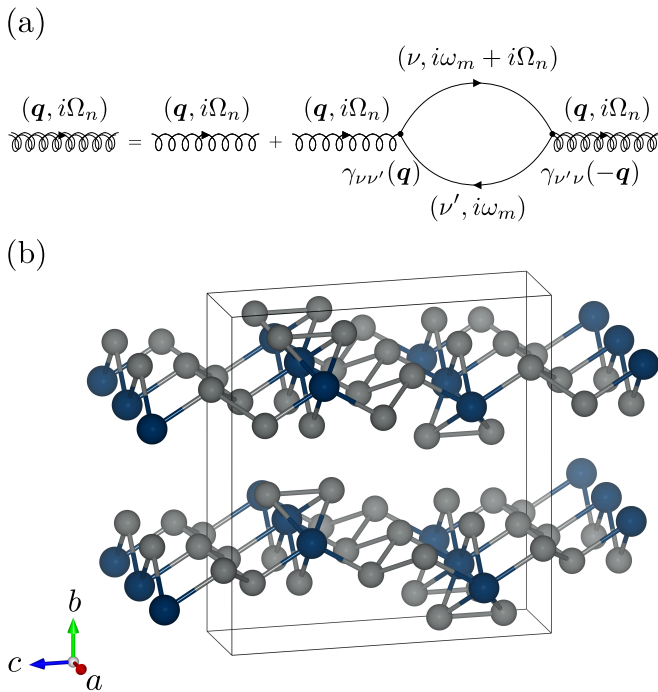 (a)
(ν, iω_m + iΩ_n)
(q, iΩ_n) (q, iΩ_n) (q, iΩ_n) (q, iΩ_n)
= +
γ_νν′(q) γ_ν′ν(−q)
(ν′, iω_m)
(b)
b
c
a